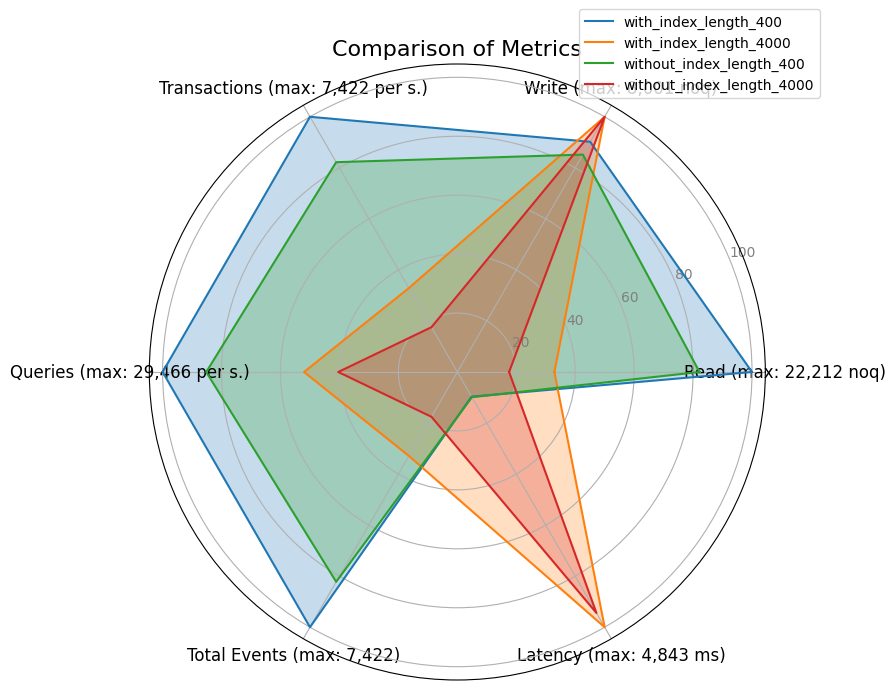 Comparison of Metrics
with_index_length_400
with_index_length_4000
without_index_length_400
without_index_length_4000
Transactions (max: 7,422 per s.)
Write (max: noq)
100
80
60
40
20
Queries (max: 29,466 per s.)
Read (max: 22,212 noq)
Total Events (max: 7,422)
Latency (max: 4,843 ms)